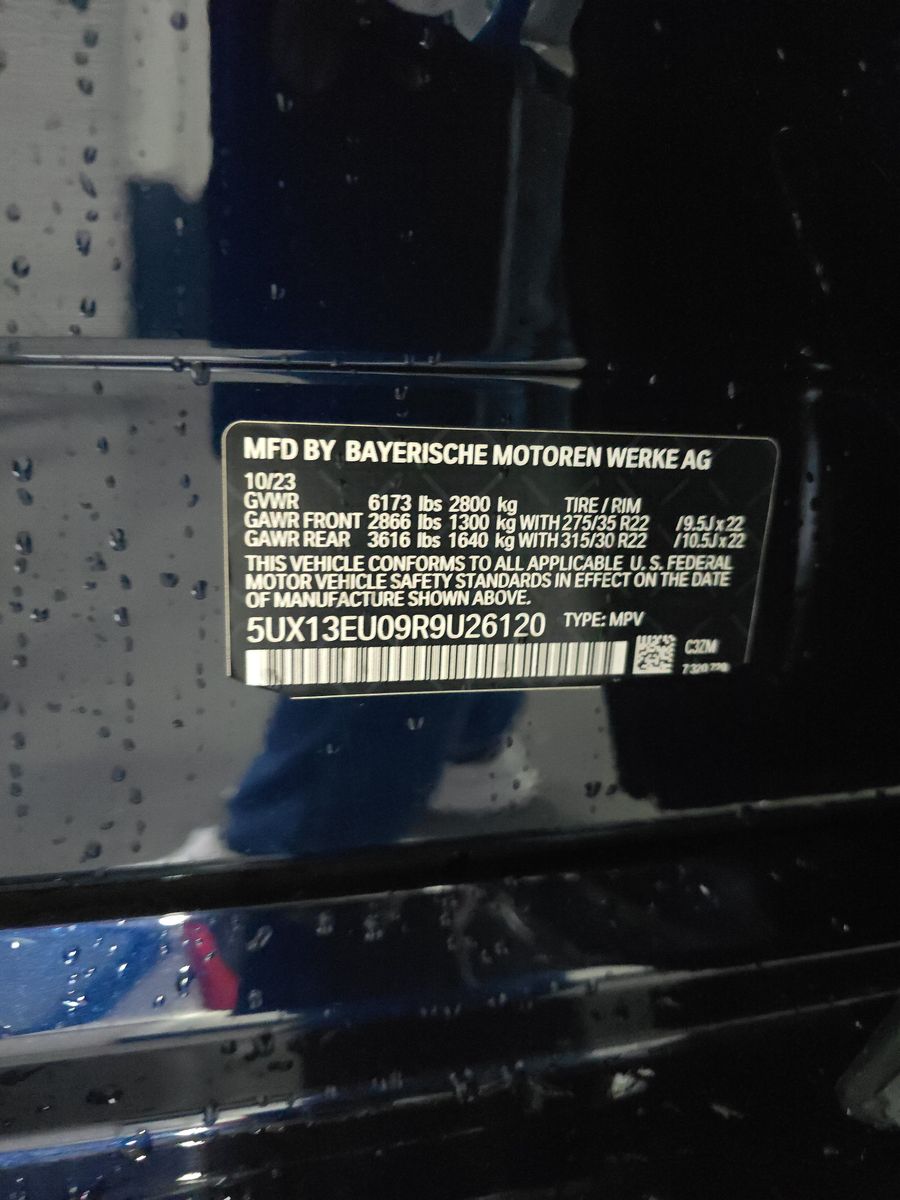 MFD BY BAYERISCHE MOTOREN WERKE AG
10/23
GVWR 6173 lbs 2800 kg TIRE / RIM
GAWR FRONT 2866 lbs 1300 kg WITH 275/35 R22 /9.5J x 22
GAWR REAR 3616 lbs 1640 kg WITH 315/30 R22 /10.5J x 22
THIS VEHICLE CONFORMS TO ALL APPLICABLE U. S. FEDERAL
MOTOR VEHICLE SAFETY STANDARDS IN EFFECT ON THE DATE
OF MANUFACTURE SHOWN ABOVE.
5UX13EU09R9U26120 TYPE: MPV
C3ZM